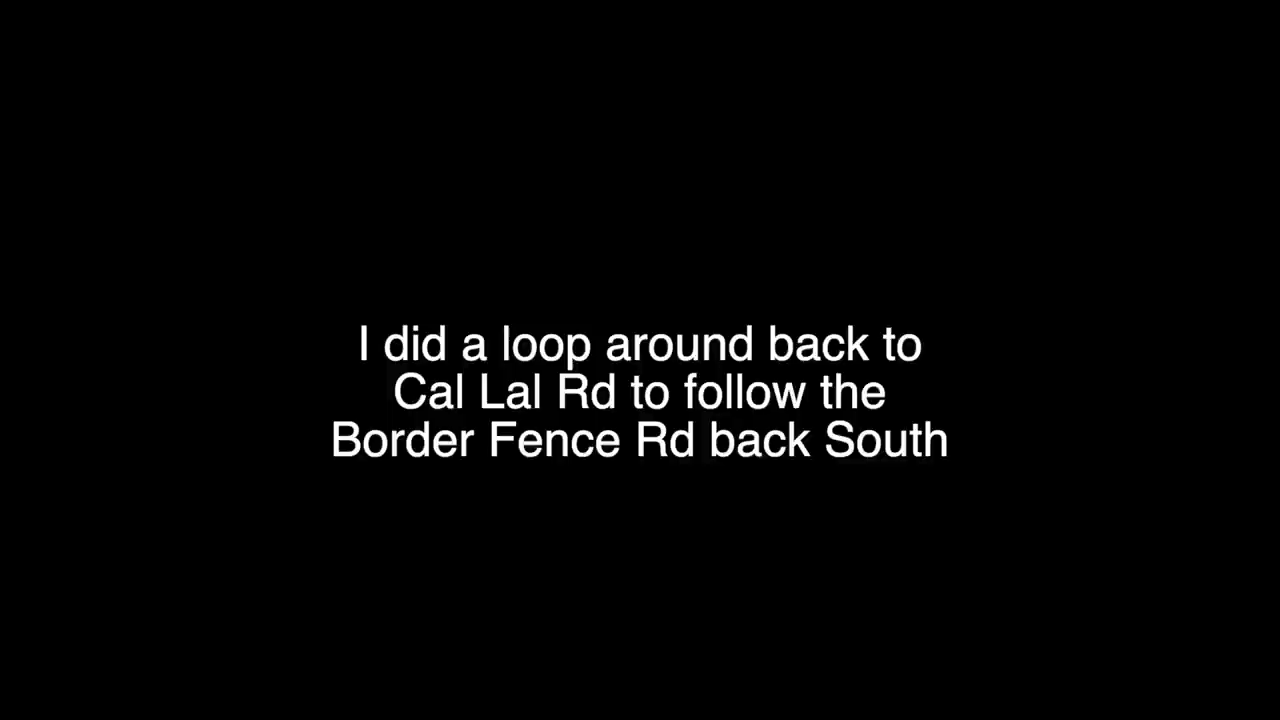 I did a loop around back to
Cal Lal Rd to follow the
Border Fence Rd back South